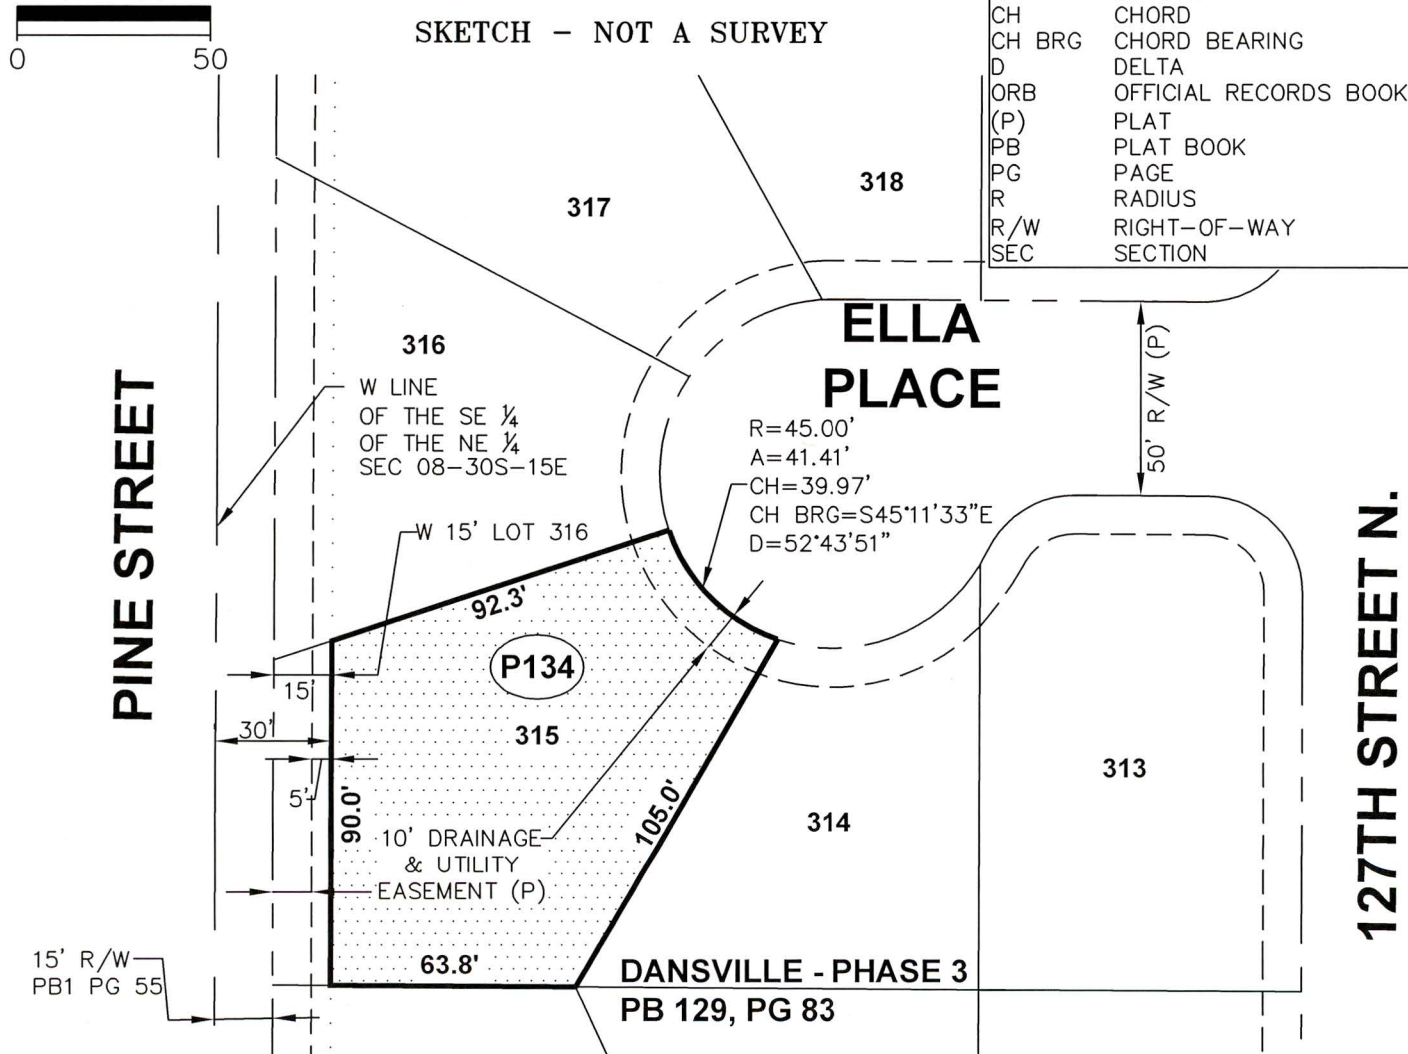 0 50
SKETCH – NOT A SURVEY
CH CHORD
CH BRG CHORD BEARING
D DELTA
ORB OFFICIAL RECORDS BOOK
(P) PLAT
PB PLAT BOOK
PG PAGE
R RADIUS
R/W RIGHT–OF–WAY
SEC SECTION
317
318
316
ELLA
PLACE
50' R/W (P)
PINE STREET
127TH STREET N.
W LINE
OF THE SE ¼
OF THE NE ¼
SEC 08–30S–15E
R=45.00'
A=41.41'
CH=39.97'
CH BRG=S45°11'33"E
D=52°43'51"
W 15' LOT 316
92.3'
P134
15'
315
30'
5'
90.0'
105.0'
10' DRAINAGE
& UTILITY
EASEMENT (P)
314
313
63.8'
15' R/W
PB1 PG 55
DANSVILLE - PHASE 3
PB 129, PG 83